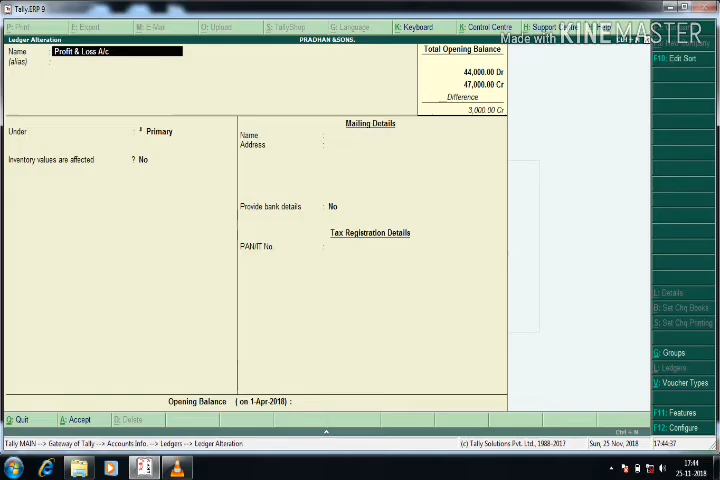 Tally.ERP 9
P: Print E: Export M: E-Mail O: Upload S: TallyShop G: Language K: Keyboard K: Control Centre H: Support Centre H: Help
Made with KINEMASTER
Ledger Alteration PRADHAN &SONS. Ctrl + M
Name : Profit & Loss A/c
(alias) :
Total Opening Balance
44,000.00 Dr
47,000.00 Cr
Difference
3,000.00 Cr
Under : ♦ Primary
Inventory values are affected ? No
Mailing Details
Name :
Address :
Provide bank details : No
Tax Registration Details
PAN/IT No. :
Opening Balance ( on 1-Apr-2018) :
F10: Edit Sort
L: Details
B: Set Chq Books
S: Set Chq Printing
G: Groups
L: Ledgers
V: Voucher Types
F11: Features
F12: Configure
Q: Quit A: Accept D: Delete
Ctrl + N
Tally MAIN --> Gateway of Tally --> Accounts Info. --> Ledgers --> Ledger Alteration (c) Tally Solutions Pvt. Ltd., 1988-2017 Sun, 25 Nov, 2018 17:44:37
17:44
25-11-2018